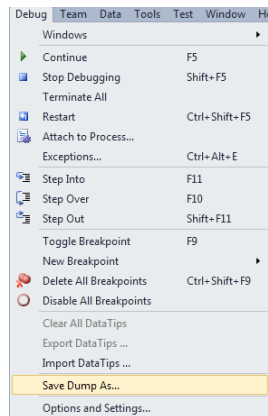 Debug Team Data Tools Test Window
Windows
Continue F5
Stop Debugging Shift+F5
Terminate All
Restart Ctrl+Shift+F5
Attach to Process...
Exceptions... Ctrl+Alt+E
Step Into F11
Step Over F10
Step Out Shift+F11
Toggle Breakpoint F9
New Breakpoint
Delete All Breakpoints Ctrl+Shift+F9
Disable All Breakpoints
Clear All DataTips
Export DataTips ...
Import DataTips ...
Save Dump As...
Options and Settings...